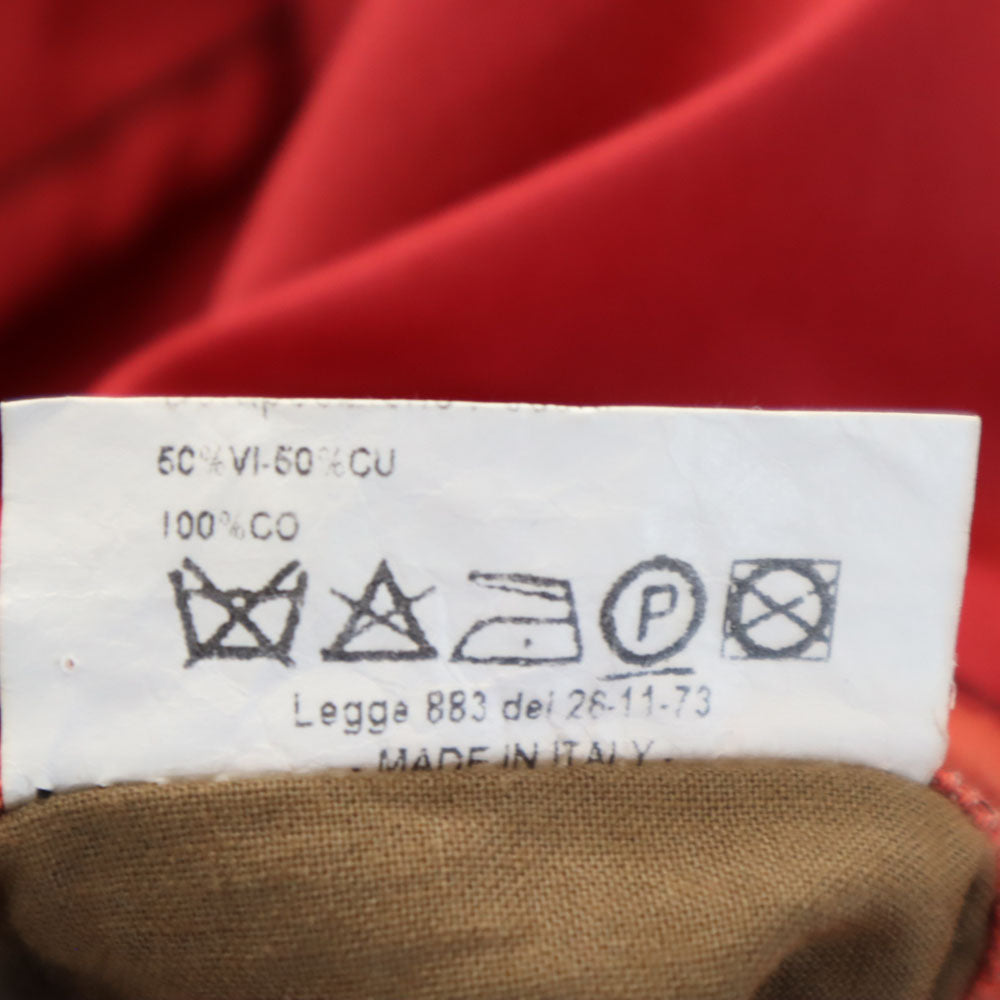 50%VI-50%CU
100%CO
P
Legge 883 del 26-11-73
- MADE IN ITALY -